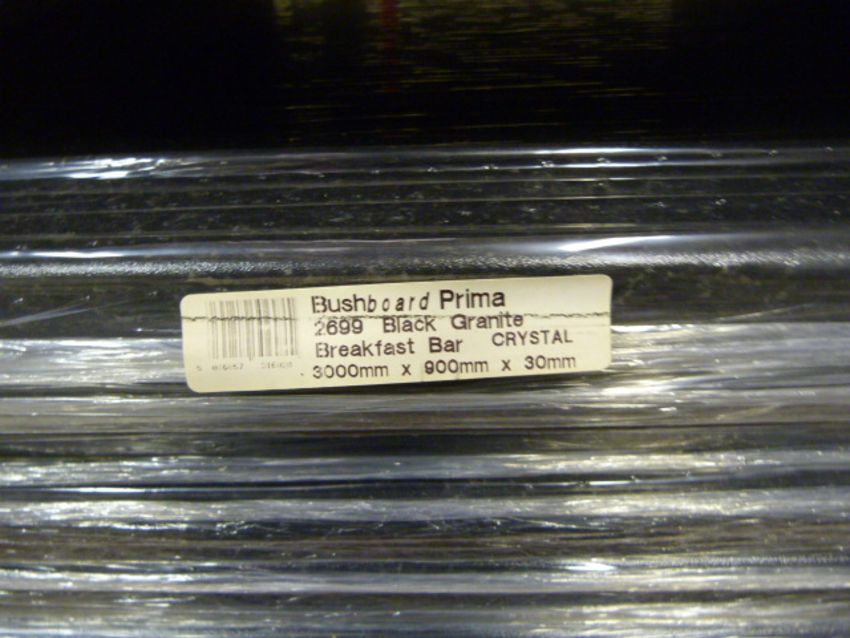 Bushboard Prima
2699 Black Granite
Breakfast Bar CRYSTAL
3000mm x 900mm x 30mm